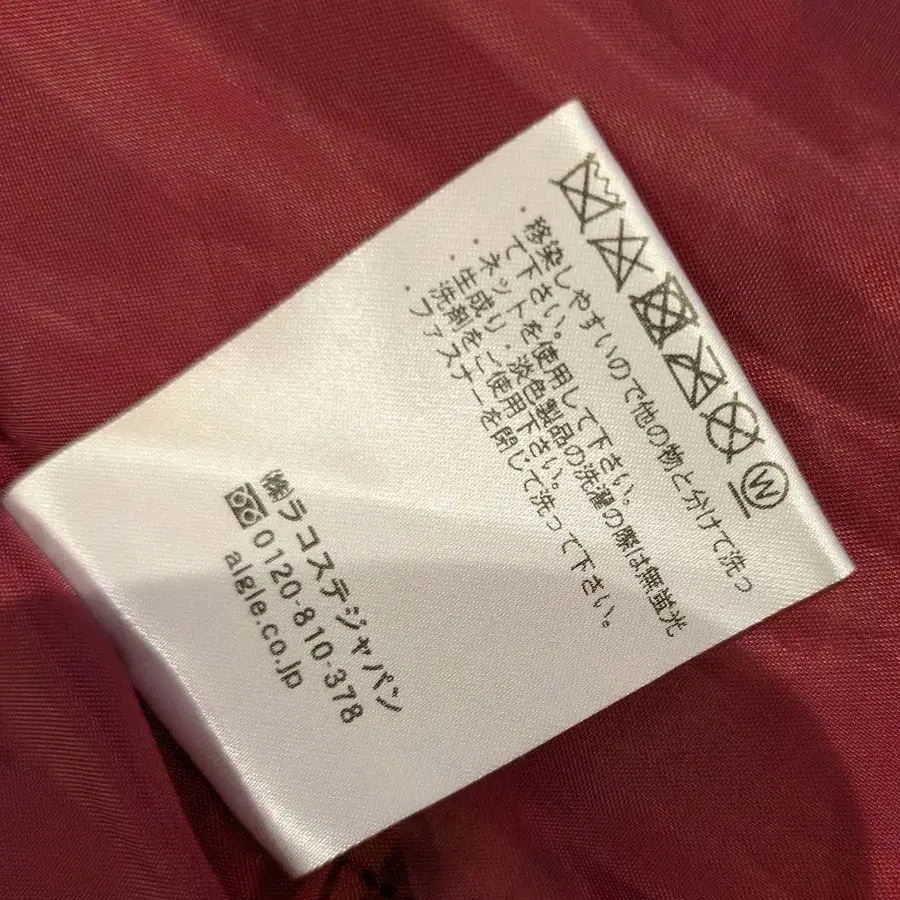 W
・移染しやすいので他の物と分けて洗っ
て下さい。
・ネットを使用して下さい。
・生成り・淡色製品の洗濯の際は無蛍光
洗剤をご使用下さい。
・ファスナーを閉じて洗って下さい。
㈱ラコステジャパン
0120-810-378
aigle.co.jp